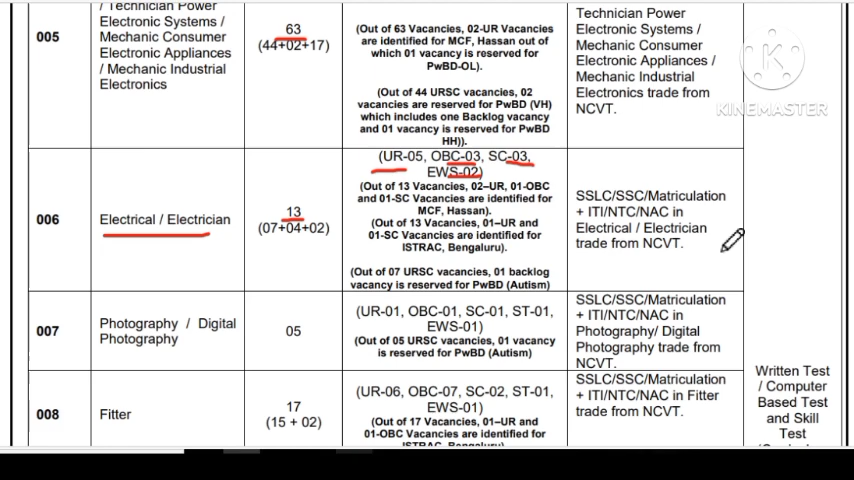 / Technician Power
Electronic Systems /
Mechanic Consumer
Electronic Appliances
/ Mechanic Industrial
Electronics
005
63
(44+02+17)
(Out of 63 Vacancies, 02-UR Vacancies
are identified for MCF, Hassan out of
which 01 vacancy is reserved for
PwBD-OL).
(Out of 44 URSC vacancies, 02
vacancies are reserved for PwBD (VH)
which includes one Backlog vacancy
and 01 vacancy is reserved for PwBD
HH)).
Technician Power
Electronic Systems /
Mechanic Consumer
Electronic Appliances /
Mechanic Industrial
Electronics trade from
NCVT.
KINEMASTER
006
Electrical / Electrician
13
(07+04+02)
(UR-05, OBC-03, SC-03,
EWS-02)
(Out of 13 Vacancies, 02–UR, 01-OBC
and 01-SC Vacancies are identified for
MCF, Hassan).
(Out of 13 Vacancies, 01–UR and
01-SC Vacancies are identified for
ISTRAC, Bengaluru).
(Out of 07 URSC vacancies, 01 backlog
vacancy is reserved for PwBD (Autism)
SSLC/SSC/Matriculation
+ ITI/NTC/NAC in
Electrical / Electrician
trade from NCVT.
007
Photography / Digital
Photography
05
(UR-01, OBC-01, SC-01, ST-01,
EWS-01)
(Out of 05 URSC vacancies, 01 vacancy
is reserved for PwBD (Autism)
SSLC/SSC/Matriculation
+ ITI/NTC/NAC in
Photography/ Digital
Photography trade from
NCVT.
008
Fitter
17
(15 + 02)
(UR-06, OBC-07, SC-02, ST-01,
EWS-01)
(Out of 17 Vacancies, 01–UR and
01-OBC Vacancies are identified for
ISTRAC, Bengaluru)
SSLC/SSC/Matriculation
+ ITI/NTC/NAC in Fitter
trade from NCVT.
Written Test
/ Computer
Based Test
and Skill
Test